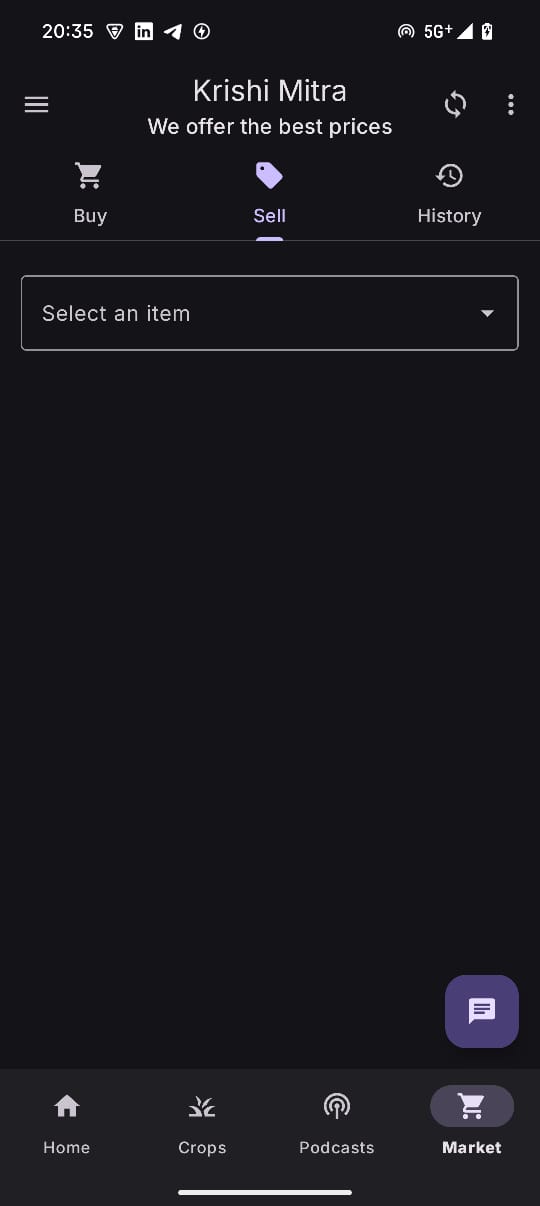 20:35
5G+
Krishi Mitra
We offer the best prices
Buy
Sell
History
Select an item
Home
Crops
Podcasts
Market